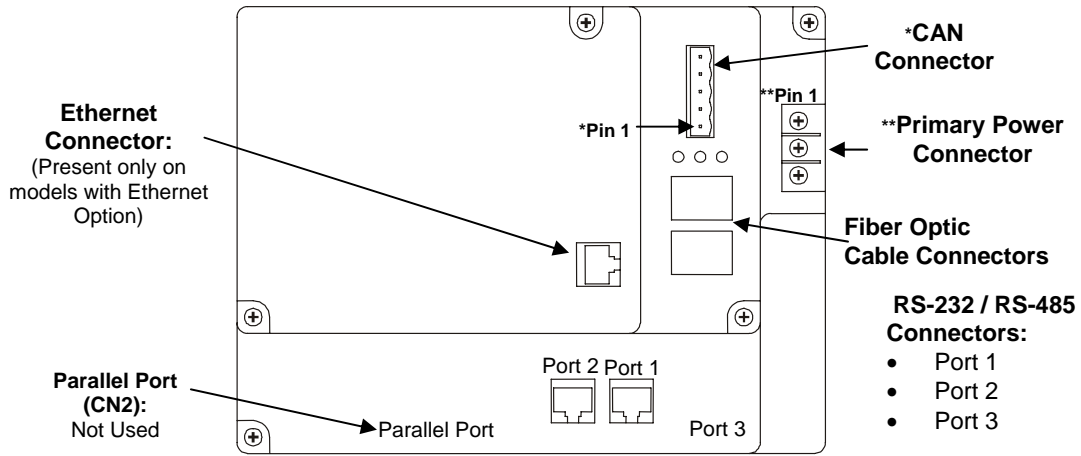 *CAN
Connector
**Pin 1
Ethernet
Connector:
(Present only on
models with Ethernet
Option)
*Pin 1
**Primary Power
Connector
Fiber Optic
Cable Connectors
RS-232 / RS-485
Connectors:
• Port 1
• Port 2
• Port 3
Port 2 Port 1
Parallel Port
(CN2):
Not Used
Parallel Port
Port 3